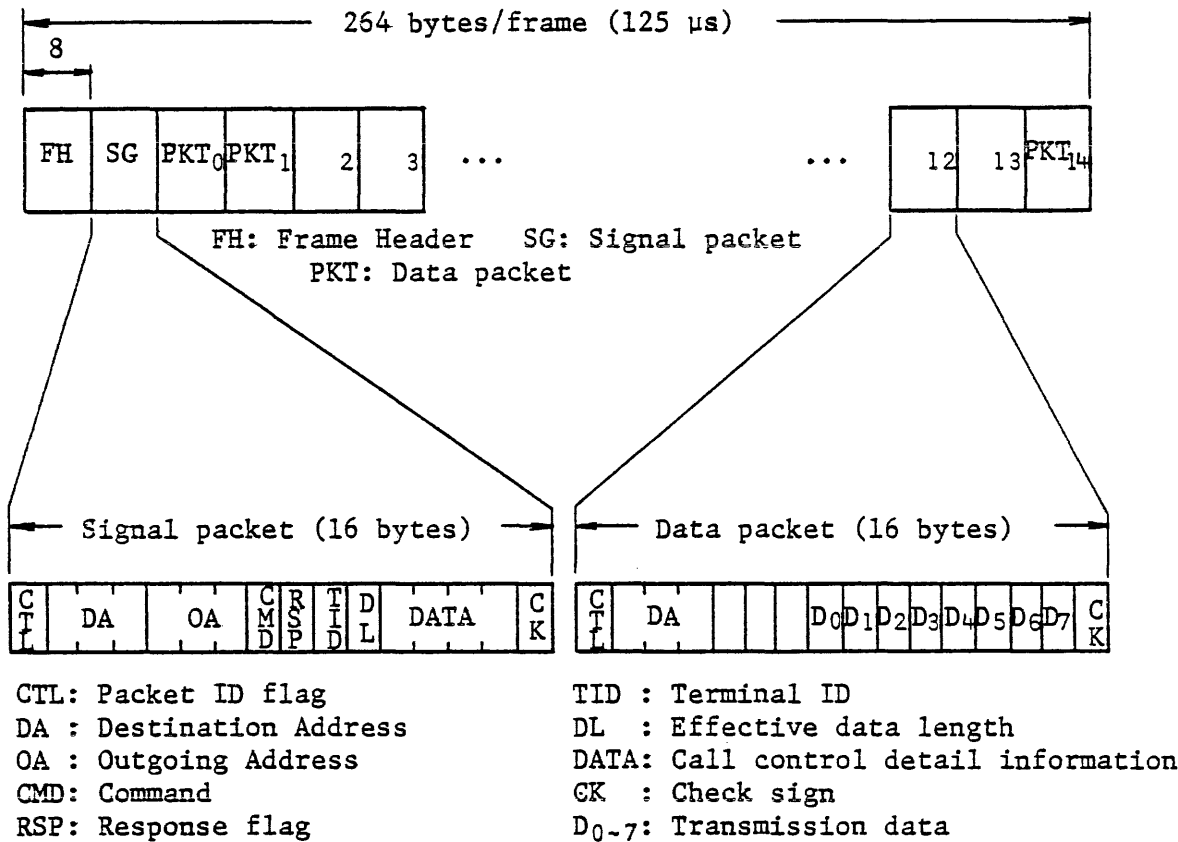 264 bytes/frame (125 μs)
8
FH SG PKT0 PKT1 2 3 ... ... 12 13 PKT14
FH: Frame Header SG: Signal packet
PKT: Data packet
Signal packet (16 bytes) Data packet (16 bytes)
CTL DA OA CMD RSP TID DL DATA CK CTL DA D0 D1 D2 D3 D4 D5 D6 D7 CK
CTL: Packet ID flag TID : Terminal ID
DA : Destination Address DL : Effective data length
OA : Outgoing Address DATA: Call control detail information
CMD: Command CK : Check sign
RSP: Response flag D0~7: Transmission data